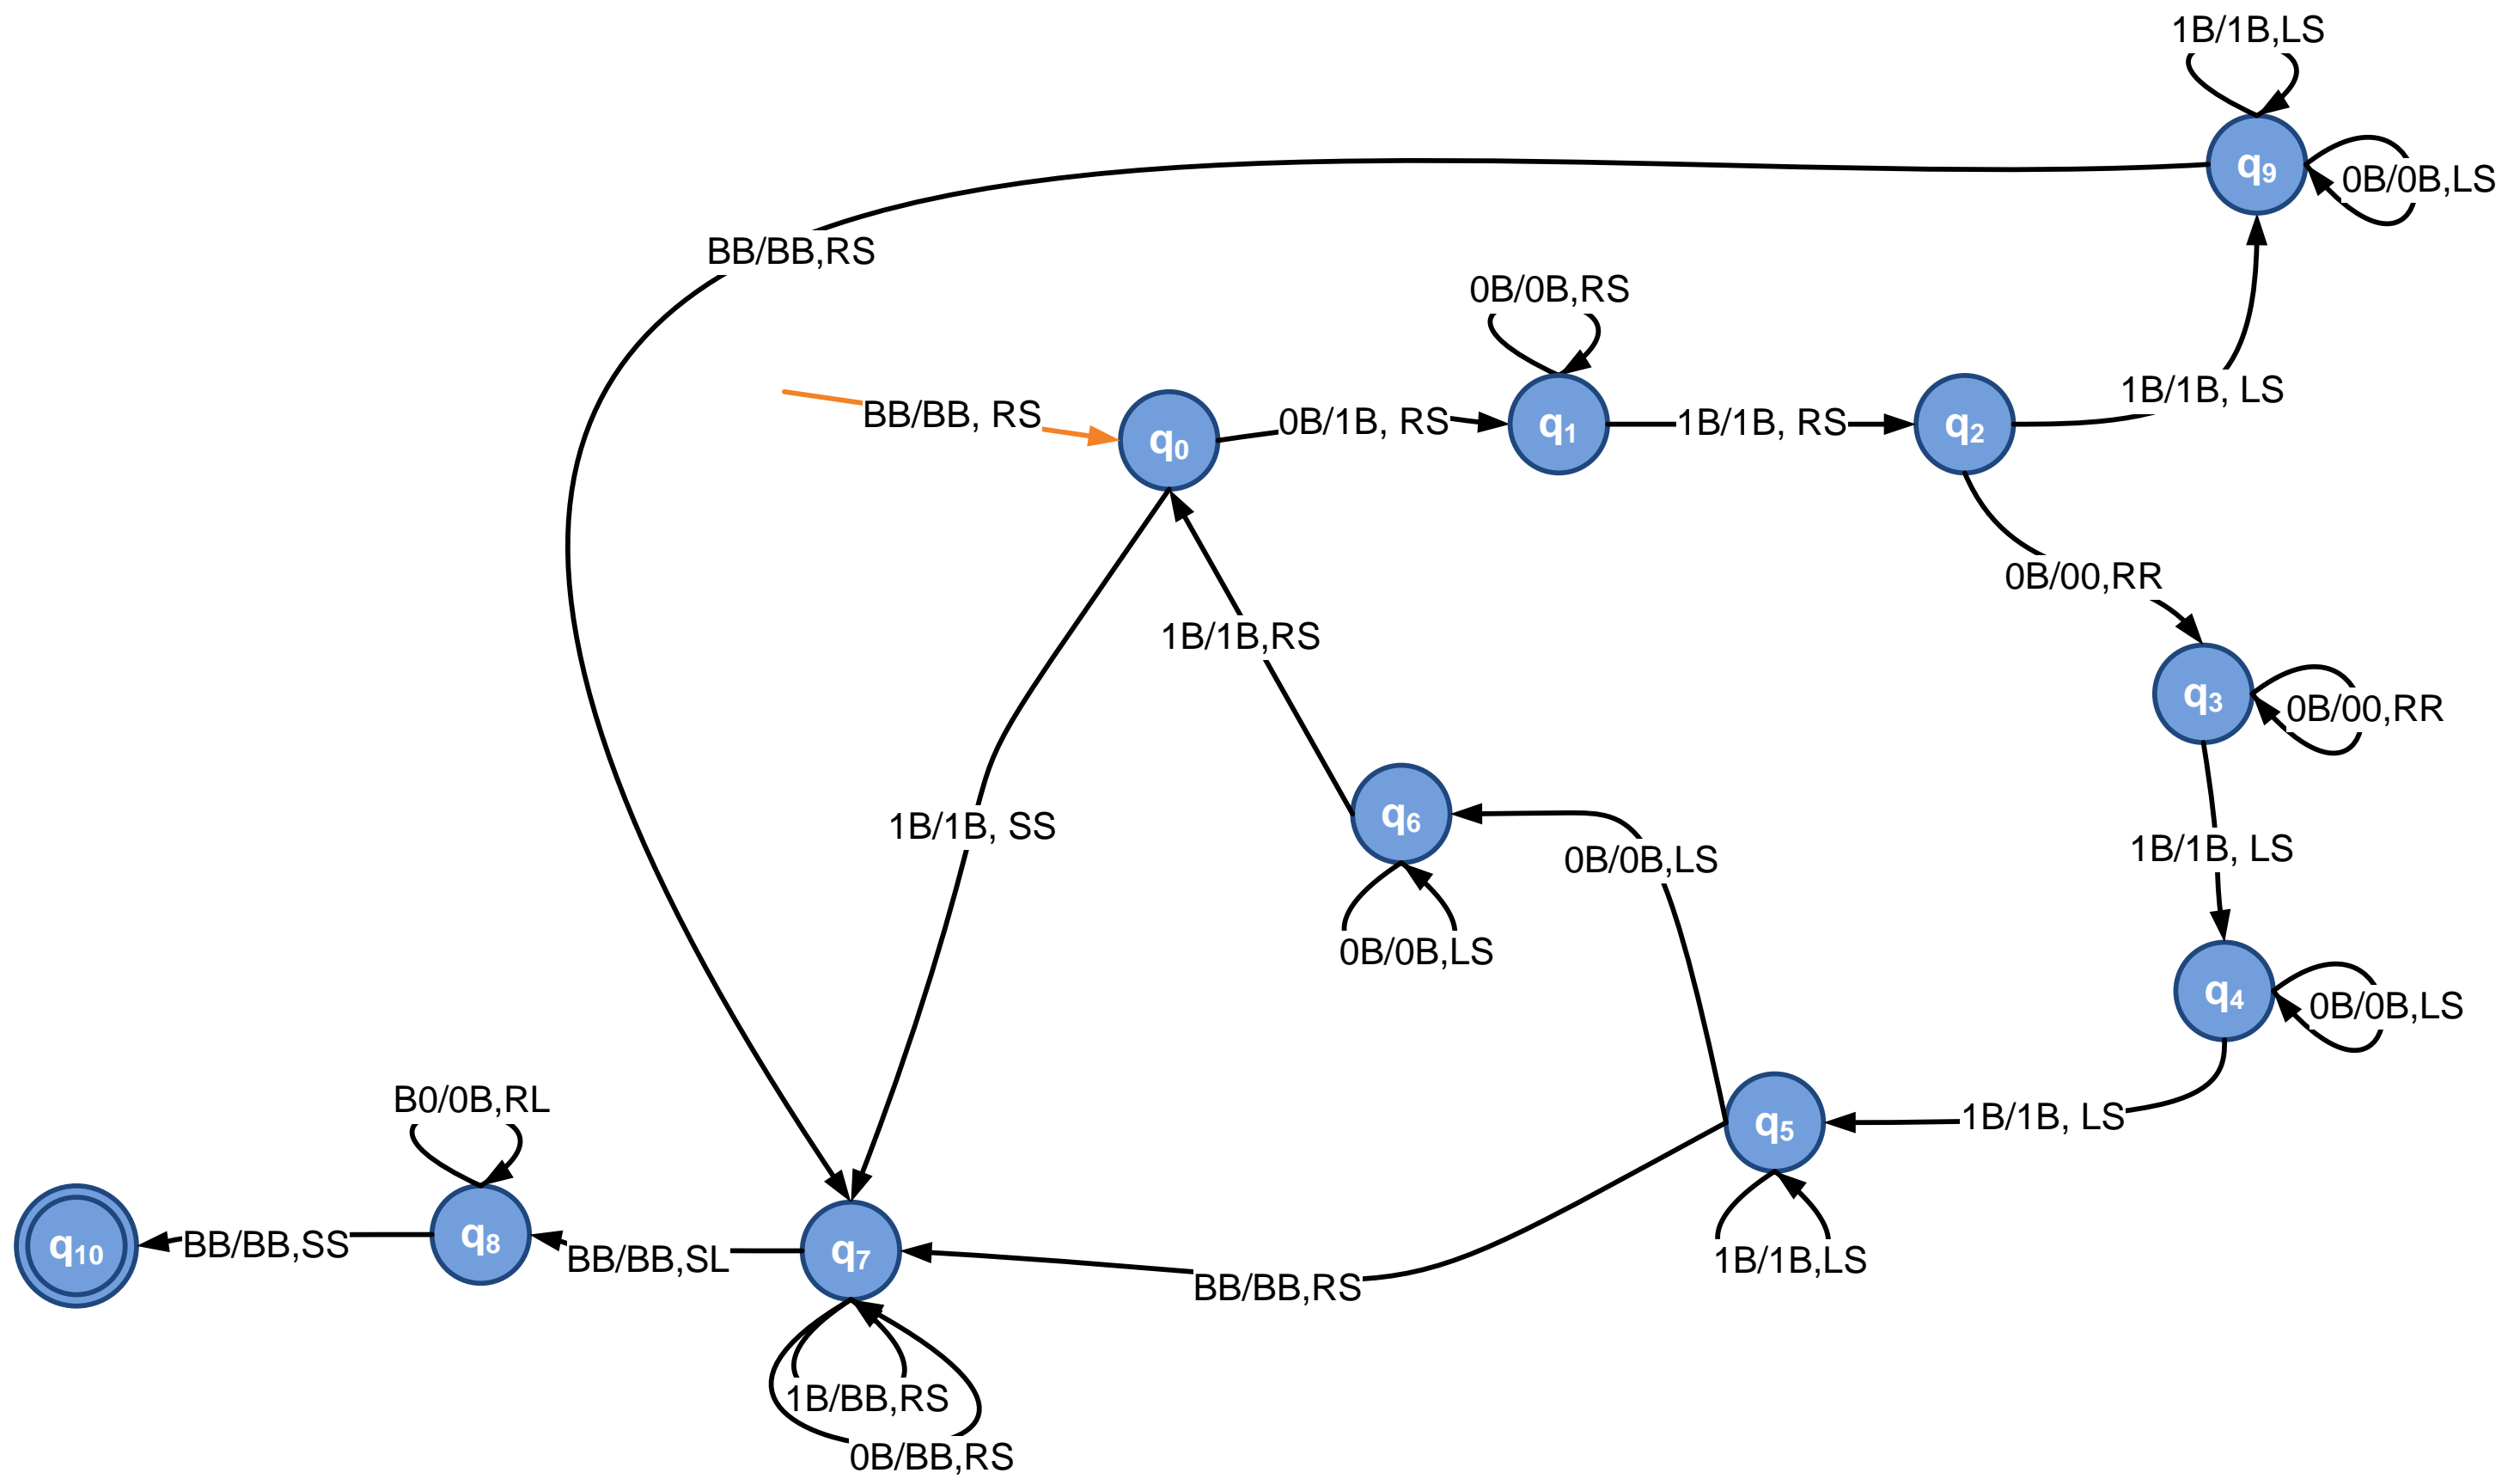 1B/1B,LS
q9
0B/0B,LS
BB/BB,RS
0B/0B,RS
BB/BB, RS
q0
0B/1B, RS
q1
1B/1B, RS
q2
1B/1B, LS
0B/00,RR
1B/1B,RS
q3
0B/00,RR
1B/1B, SS
q6
0B/0B,LS
1B/1B, LS
0B/0B,LS
q4
0B/0B,LS
B0/0B,RL
q5
1B/1B, LS
q10
BB/BB,SS
q8
BB/BB,SL
q7
BB/BB,RS
1B/1B,LS
1B/BB,RS
0B/BB,RS